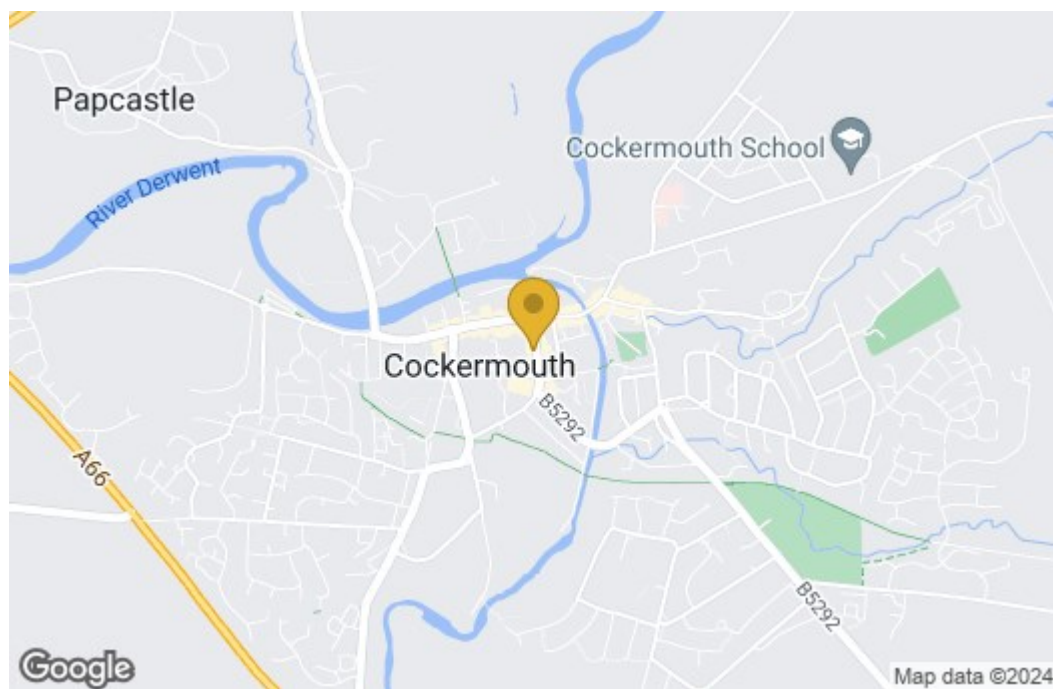 Papcastle
Cockermouth School
River Derwent
Cockermouth
B5292
A66
B5292
Google
Map data ©2024